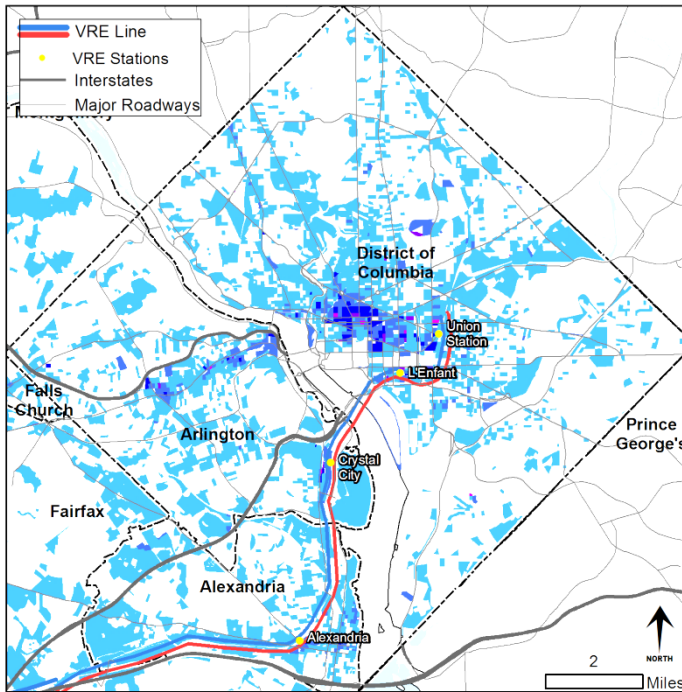 VRE Line
VRE Stations
Interstates
Major Roadways
Montgomery
District of
Columbia
Union
Station
L'Enfant
Falls
Church
Arlington
Prince
George's
Crystal
City
Fairfax
Alexandria
Alexandria
NORTH
2
Miles